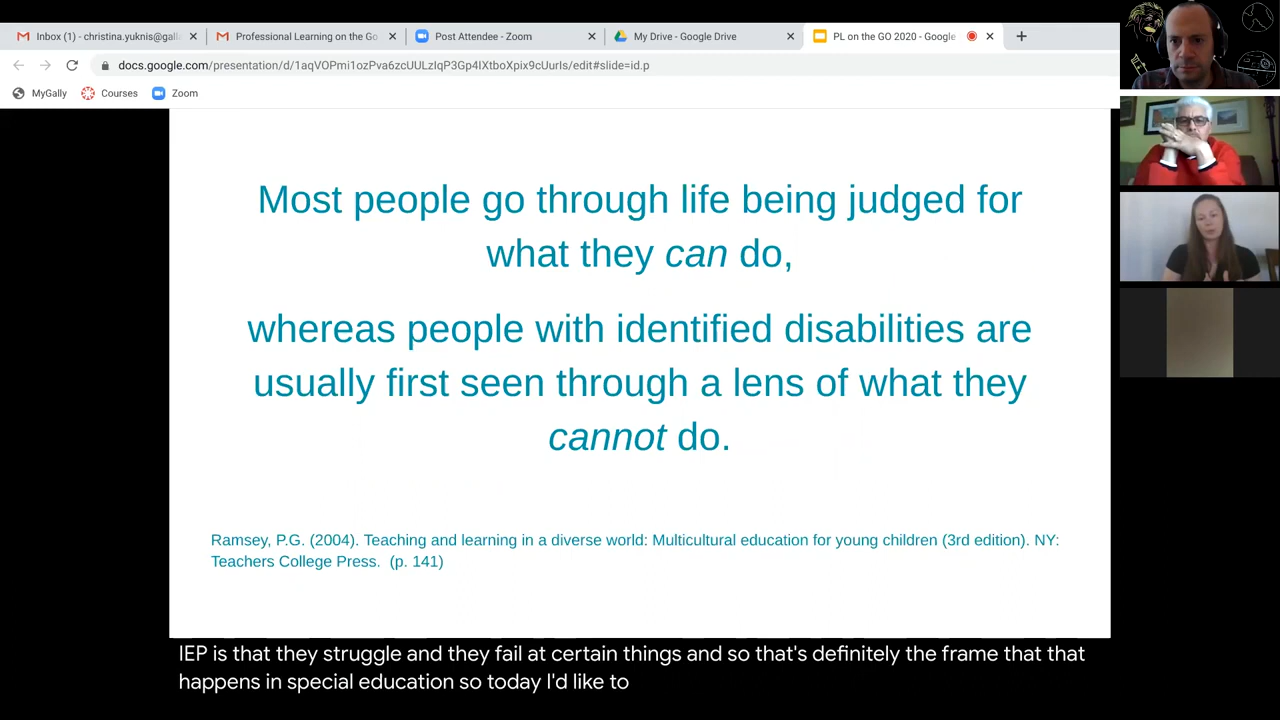 Inbox (1) - christina.yuknis@gall
Professional Learning on the Go
Post Attendee - Zoom
My Drive - Google Drive
PL on the GO 2020 - Google
docs.google.com/presentation/d/1aqVOPmi1ozPva6zcUULzIqP3Gp4IXtboXpix9cUurIs/edit#slide=id.p
MyGally
Courses
Zoom
Most people go through life being judged for
what they can do,
whereas people with identified disabilities are
usually first seen through a lens of what they
cannot do.
Ramsey, P.G. (2004). Teaching and learning in a diverse world: Multicultural education for young children (3rd edition). NY:
Teachers College Press. (p. 141)
IEP is that they struggle and they fail at certain things and so that's definitely the frame that that
happens in special education so today I'd like to